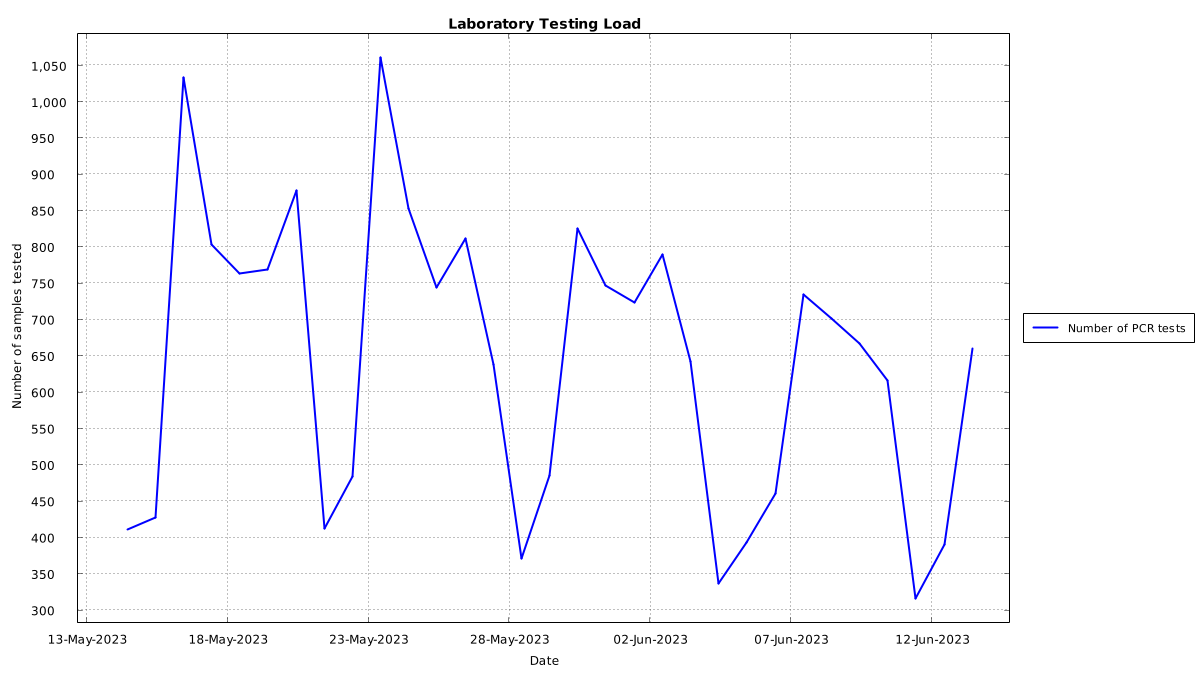 Laboratory Testing Load
Number of samples tested
1,050
1,000
950
900
850
800
750
700
650
600
550
500
450
400
350
300
13-May-2023
18-May-2023
23-May-2023
28-May-2023
02-Jun-2023
07-Jun-2023
12-Jun-2023
Date
Number of PCR tests